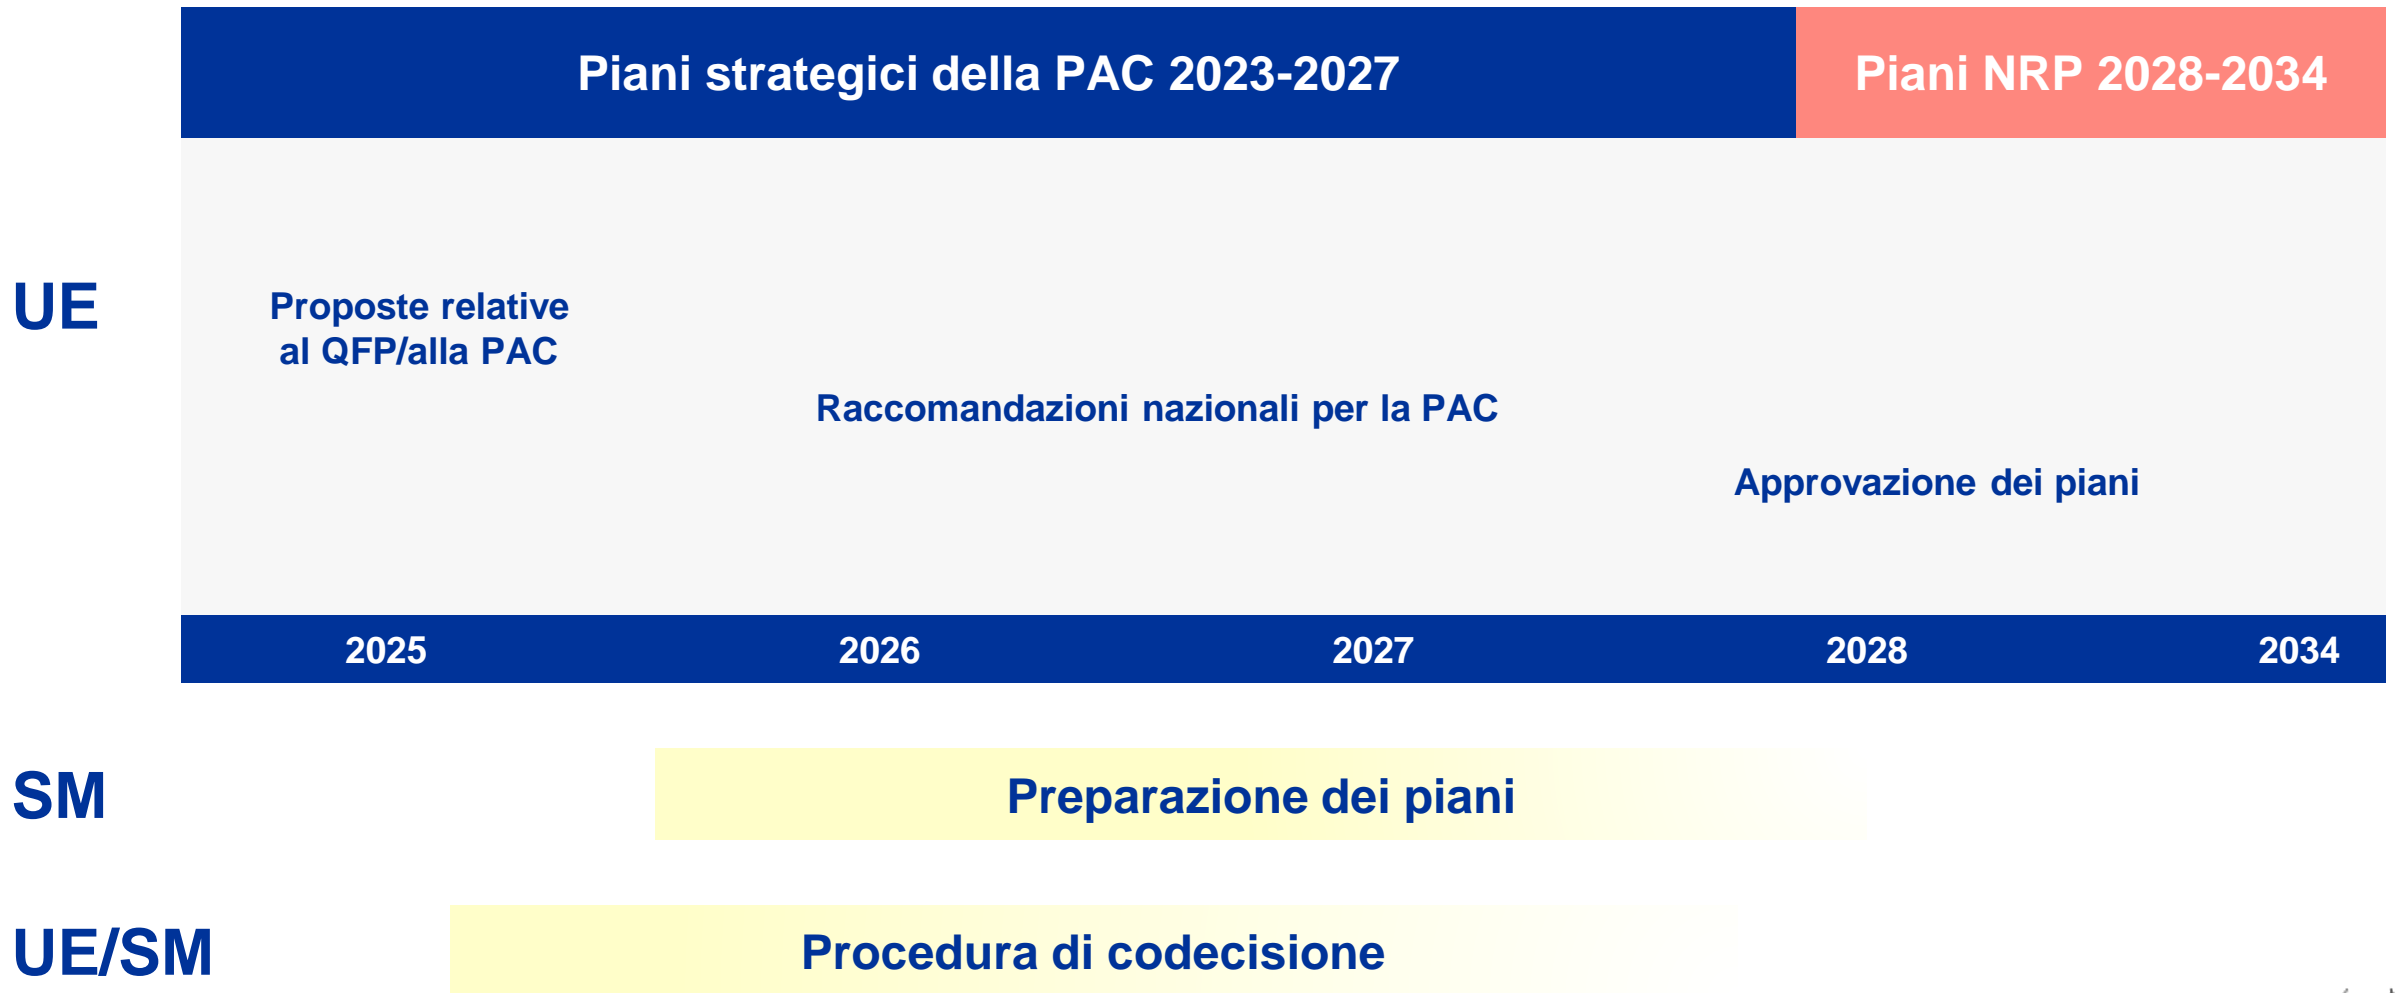 Piani strategici della PAC 2023-2027
Piani NRP 2028-2034
UE
Proposte relative
al QFP/alla PAC
Raccomandazioni nazionali per la PAC
Approvazione dei piani
2025
2026
2027
2028
2034
SM
Preparazione dei piani
UE/SM
Procedura di codecisione